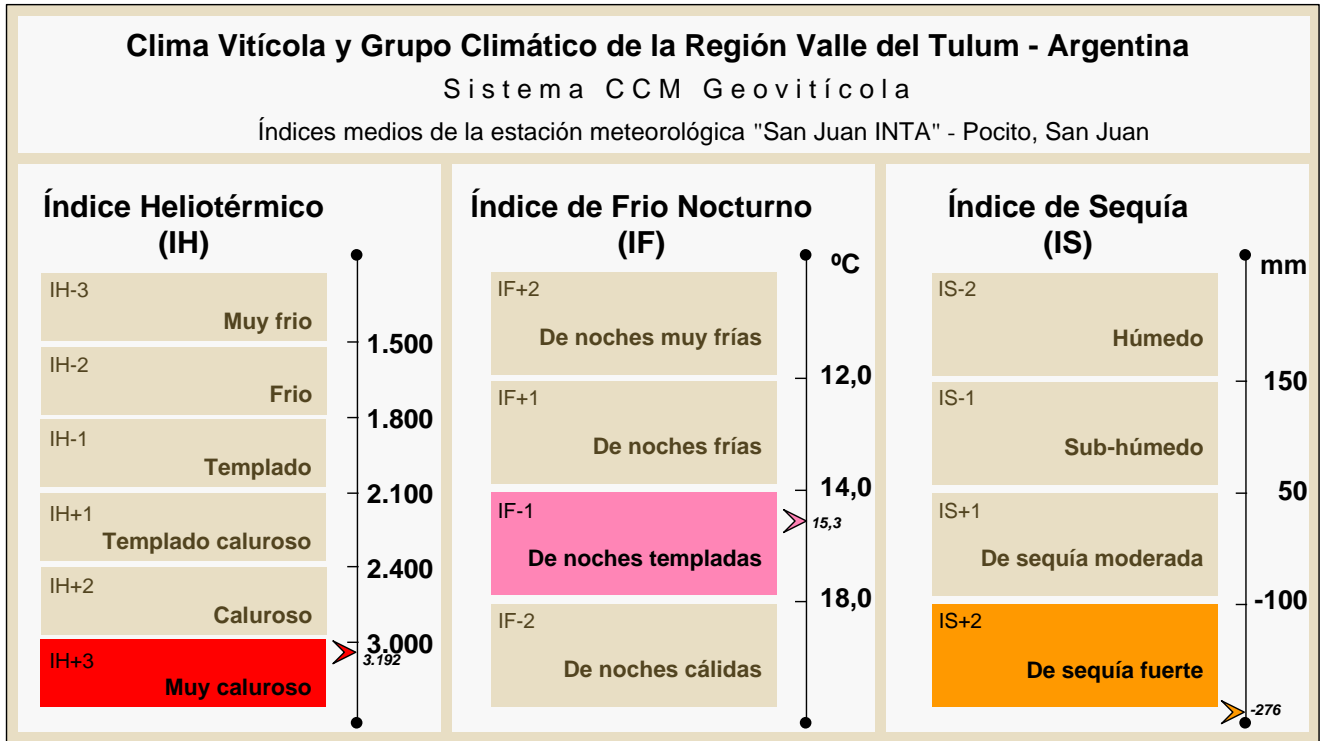 Clima Vitícola y Grupo Climático de la Región Valle del Tulum - Argentina
Sistema CCM Geovitícola
Índices medios de la estación meteorológica "San Juan INTA" - Pocito, San Juan
Índice Heliotérmico
(IH)
IH-3
Muy frio
1.500
IH-2
Frio
1.800
IH-1
Templado
2.100
IH+1
Templado caluroso
2.400
IH+2
Caluroso
3.000
IH+3
3.192
Muy caluroso
Índice de Frio Nocturno
(IF)
ºC
IF+2
De noches muy frías
12,0
IF+1
De noches frías
14,0
IF-1
15,3
De noches templadas
18,0
IF-2
De noches cálidas
Índice de Sequía
(IS)
mm
IS-2
Húmedo
150
IS-1
Sub-húmedo
50
IS+1
De sequía moderada
-100
IS+2
De sequía fuerte
-276